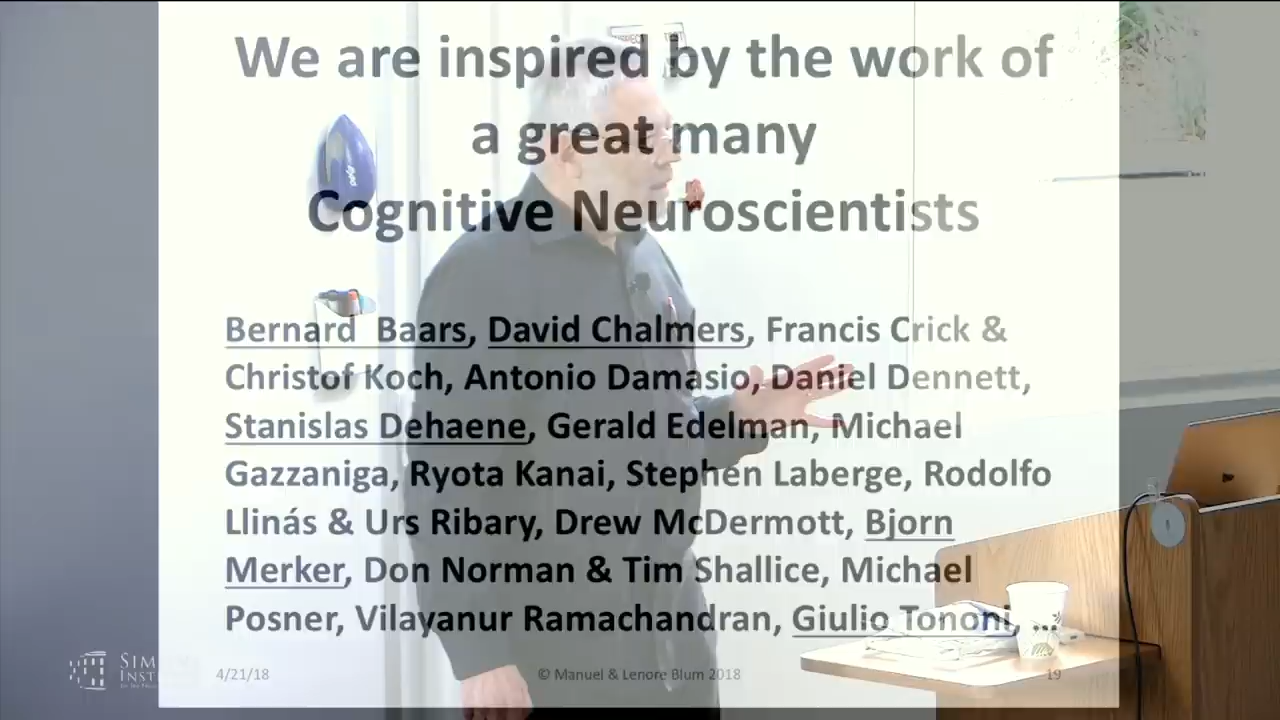 We are inspired by the work of
a great many
Cognitive Neuroscientists
Bernard Baars, David Chalmers, Francis Crick &
Christof Koch, Antonio Damasio, Daniel Dennett,
Stanislas Dehaene, Gerald Edelman, Michael
Gazzaniga, Ryota Kanai, Stephen Laberge, Rodolfo
Llinás & Urs Ribary, Drew McDermott, Bjorn
Merker, Don Norman & Tim Shallice, Michael
Posner, Vilayanur Ramachandran, Giulio Tononi, ...
4/21/18
© Manuel & Lenore Blum 2018
19